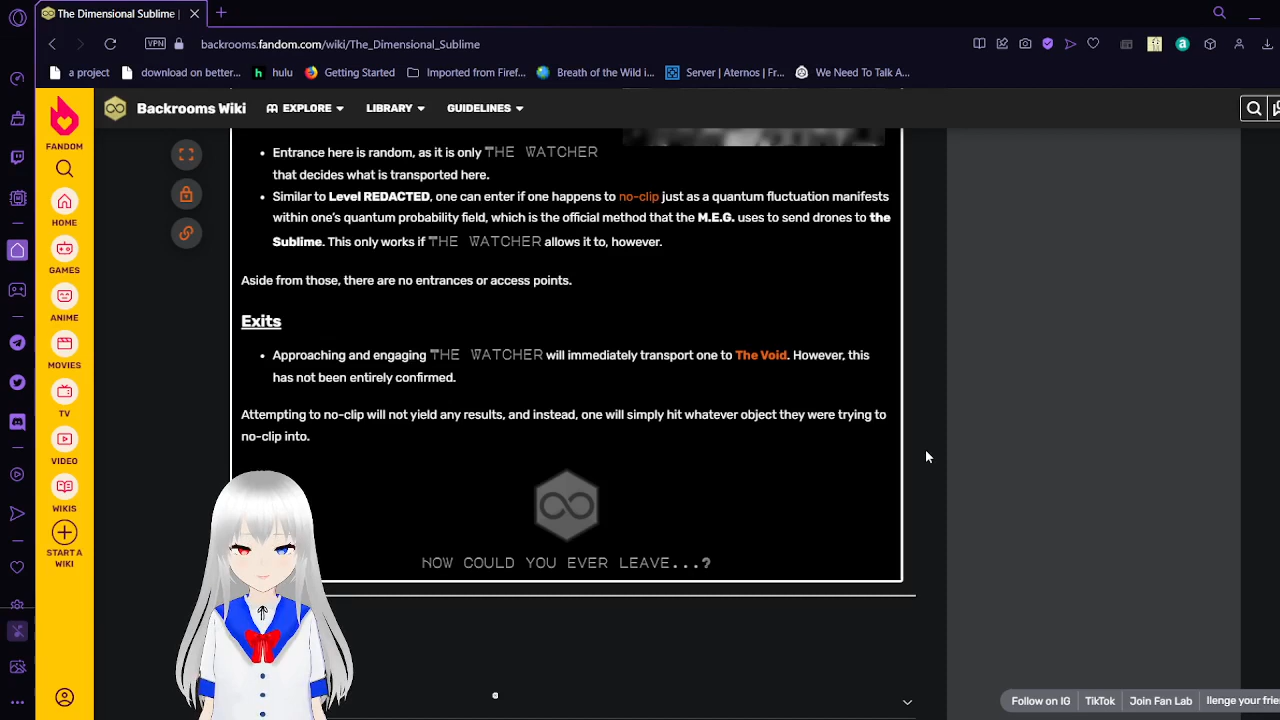 The Dimensional Sublime |
VPN
backrooms.fandom.com/wiki/The_Dimensional_Sublime
a project
download on better...
hulu
Getting Started
Imported from Firef...
Breath of the Wild i...
Server | Aternos | Fr...
We Need To Talk A...
FANDOM
HOME
GAMES
ANIME
MOVIES
TV
VIDEO
WIKIS
START A
WIKI
Backrooms Wiki
EXPLORE
LIBRARY
GUIDELINES
• Entrance here is random, as it is only THE WATCHER
that decides what is transported here.
• Similar to Level REDACTED, one can enter if one happens to no-clip just as a quantum fluctuation manifests
within one's quantum probability field, which is the official method that the M.E.G. uses to send drones to the
Sublime. This only works if THE WATCHER allows it to, however.
Aside from those, there are no entrances or access points.
Exits
• Approaching and engaging THE WATCHER will immediately transport one to The Void. However, this
has not been entirely confirmed.
Attempting to no-clip will not yield any results, and instead, one will simply hit whatever object they were trying to
no-clip into.
NOW COULD YOU EVER LEAVE...?
Follow on IG
TikTok
Join Fan Lab
llenge your frie